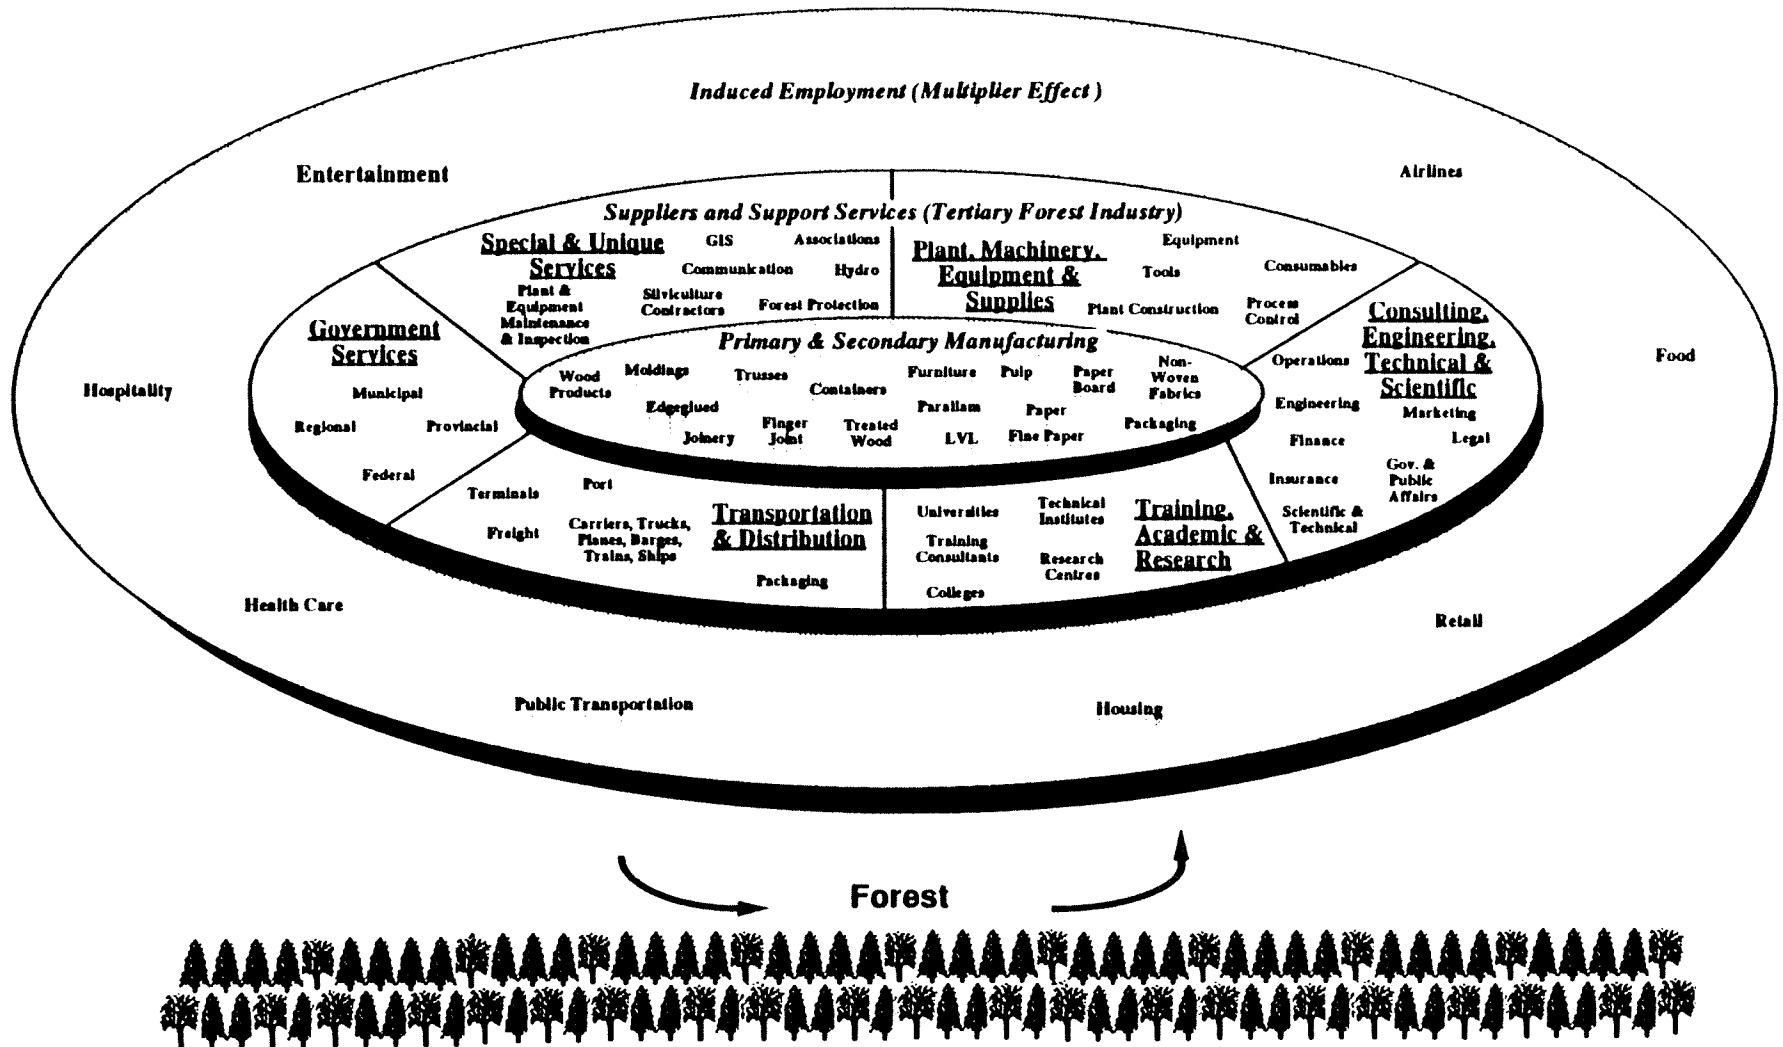 Induced Employment (Multiplier Effect )
Entertainment
Airlines
Suppliers and Support Services (Tertiary Forest Industry)
Special & Unique
Services
GIS
Associations
Communication
Hydro
Plant &
Equipment
Maintenance
& Inspection
Silviculture
Contractors
Forest Protection
Plant, Machinery,
Equipment &
Supplies
Equipment
Tools
Consumables
Plant Construction
Process
Control
Government
Services
Municipal
Regional
Provincial
Federal
Primary & Secondary Manufacturing
Wood
Products
Moldings
Trusses
Containers
Furniture
Pulp
Paper
Board
Non-
Woven
Fabrics
Edgeglued
Joinery
Finger
Joint
Treated
Wood
Parallam
LVL
Paper
Fine Paper
Packaging
Consulting,
Engineering,
Technical &
Scientific
Operations
Engineering
Marketing
Finance
Legal
Insurance
Gov. &
Public
Affairs
Scientific &
Technical
Hospitality
Food
Terminals
Port
Freight
Carriers, Trucks,
Planes, Barges,
Trains, Ships
Transportation
& Distribution
Packaging
Universities
Technical
Institutes
Training
Consultants
Research
Centres
Colleges
Training,
Academic &
Research
Health Care
Retail
Public Transportation
Housing
Forest